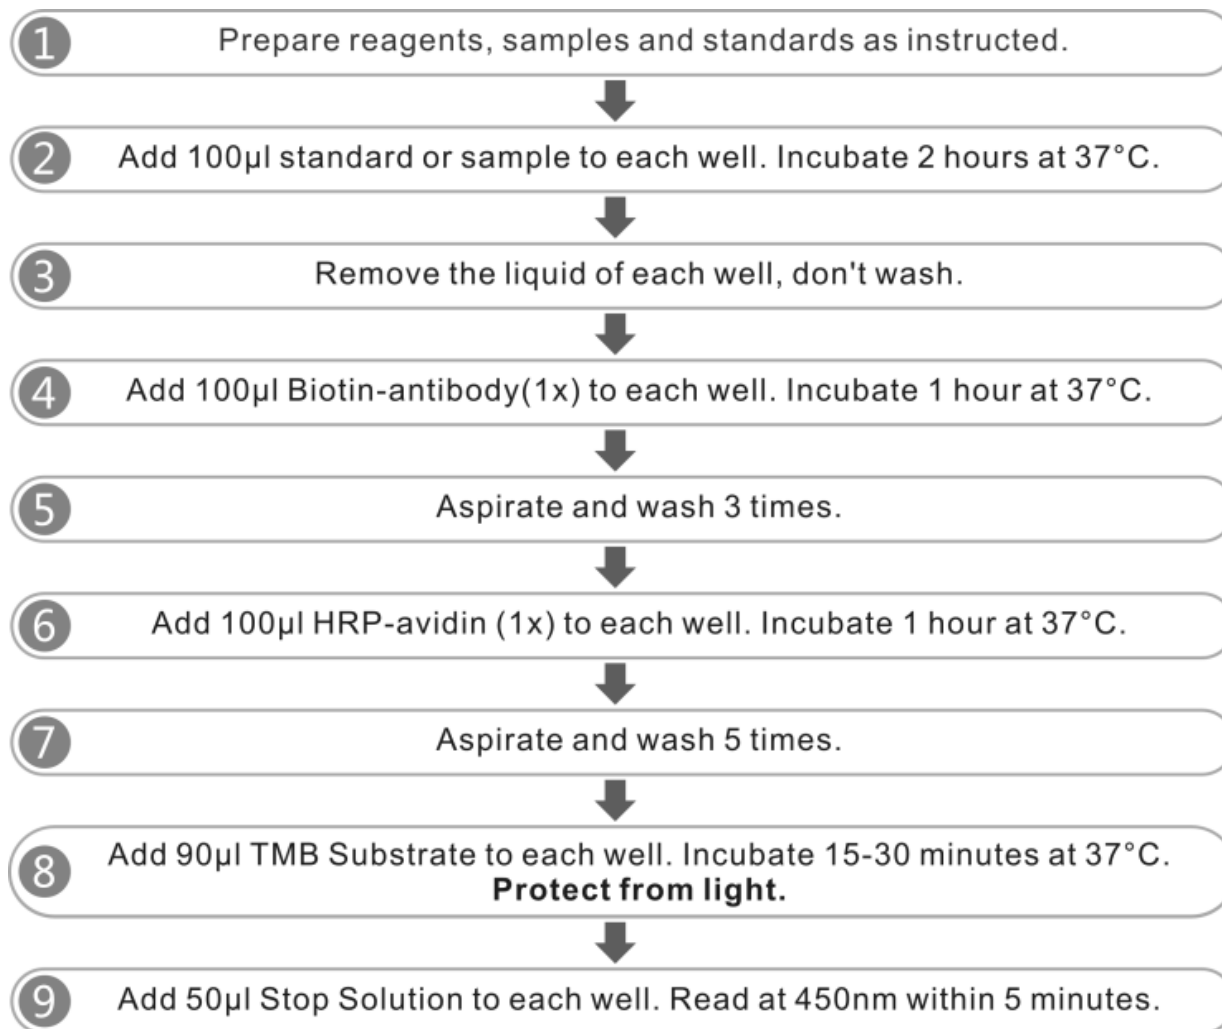 1 Prepare reagents, samples and standards as instructed.
2 Add 100µl standard or sample to each well. Incubate 2 hours at 37°C.
3 Remove the liquid of each well, don't wash.
4 Add 100µl Biotin-antibody(1x) to each well. Incubate 1 hour at 37°C.
5 Aspirate and wash 3 times.
6 Add 100µl HRP-avidin (1x) to each well. Incubate 1 hour at 37°C.
7 Aspirate and wash 5 times.
8 Add 90µl TMB Substrate to each well. Incubate 15-30 minutes at 37°C.
Protect from light.
9 Add 50µl Stop Solution to each well. Read at 450nm within 5 minutes.